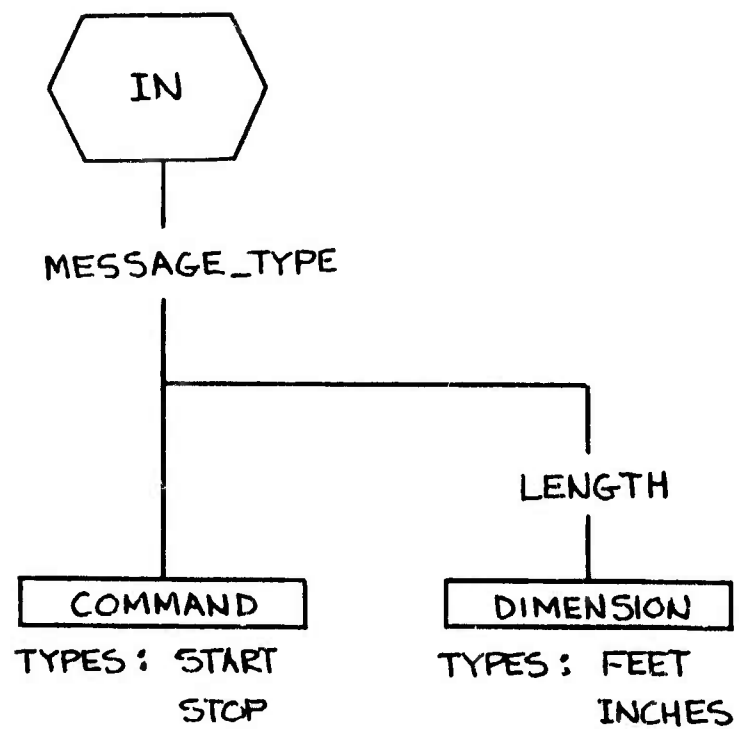 IN
MESSAGE_TYPE
LENGTH
COMMAND
DIMENSION
TYPES: START
STOP
TYPES: FEET
INCHES